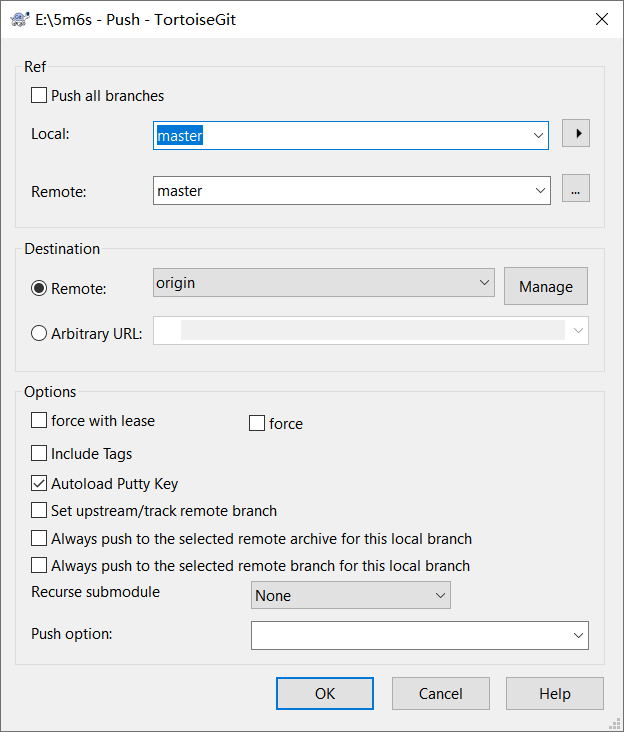 E:\5m6s - Push - TortoiseGit
Ref
Push all branches
Local:
master
Remote:
master
...
Destination
Remote:
origin
Manage
Arbitrary URL:
Options
force with lease
force
Include Tags
Autoload Putty Key
Set upstream/track remote branch
Always push to the selected remote archive for this local branch
Always push to the selected remote branch for this local branch
Recurse submodule
None
Push option:
OK
Cancel
Help